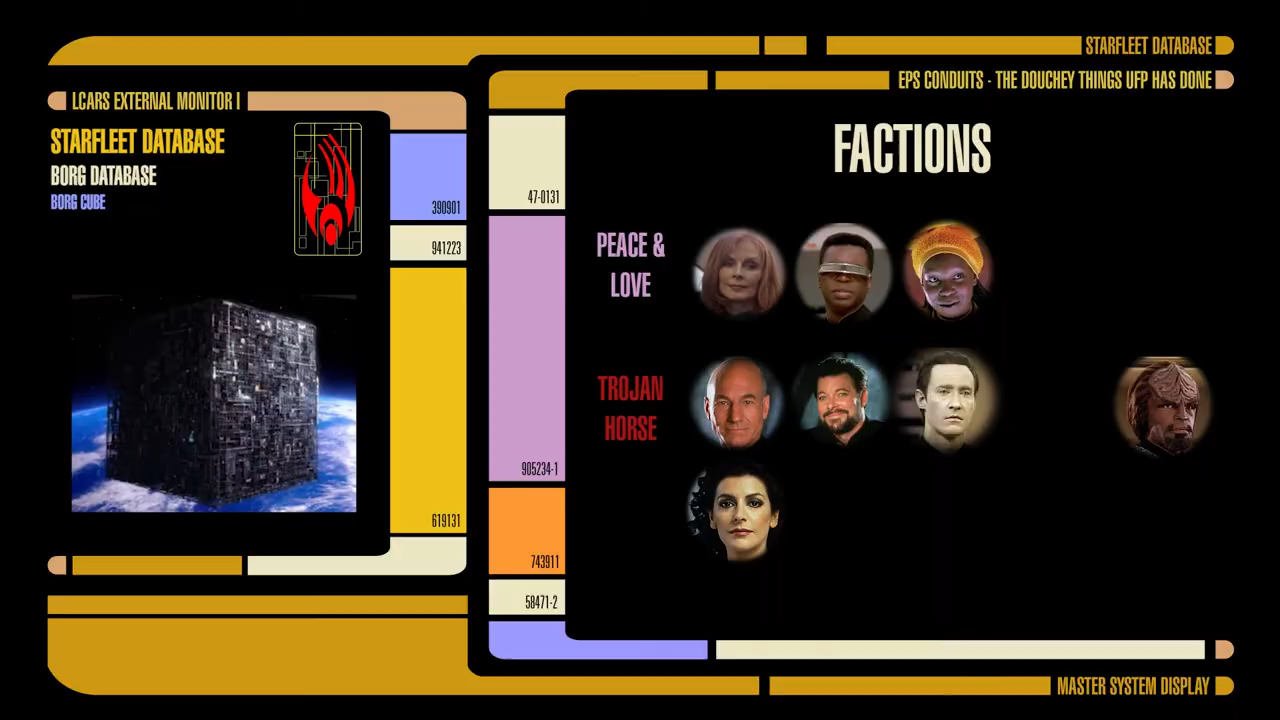 STARFLEET DATABASE
EPS CONDUITS - THE DOUCHEY THINGS UFP HAS DONE
LCARS EXTERNAL MONITOR I
STARFLEET DATABASE
BORG DATABASE
BORG CUBE
390901
941223
619131
47-0131
905234-1
743911
58471-2
FACTIONS
PEACE &
LOVE
TROJAN
HORSE
MASTER SYSTEM DISPLAY